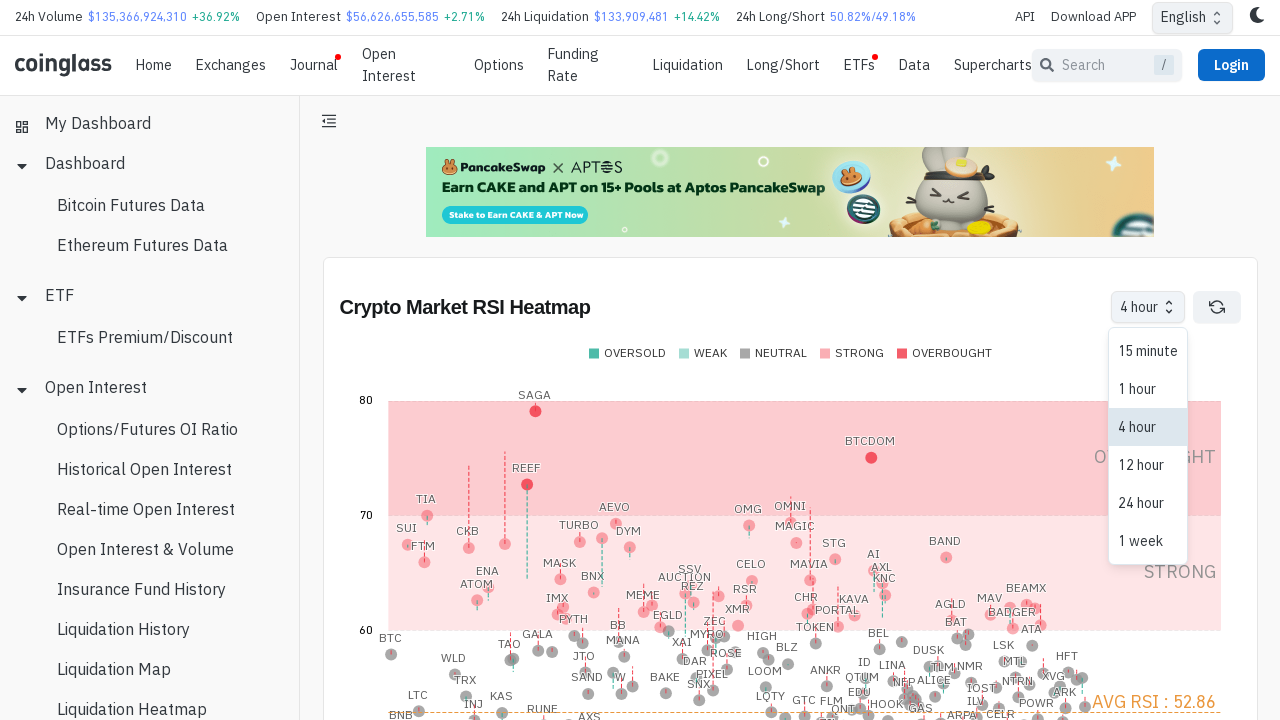 24h Volume $135,366,924,310 +36.92% Open Interest $56,626,655,585 +2.71% 24h Liquidation $133,909,481 +14.42% 24h Long/Short 50.82%/49.18% API Download APP English
coinglass Home Exchanges Journal Open Interest Options Funding Rate Liquidation Long/Short ETFs Data Supercharts Search / Login
My Dashboard
Dashboard
Bitcoin Futures Data
Ethereum Futures Data
ETF
ETFs Premium/Discount
Open Interest
Options/Futures OI Ratio
Historical Open Interest
Real-time Open Interest
Open Interest & Volume
Insurance Fund History
Liquidation History
Liquidation Map
Liquidation Heatmap
PancakeSwap X APTOS
Earn CAKE and APT on 15+ Pools at Aptos PancakeSwap
Stake to Earn CAKE & APT Now
Crypto Market RSI Heatmap
4 hour
15 minute
1 hour
4 hour
12 hour
24 hour
1 week
OVERSOLD WEAK NEUTRAL STRONG OVERBOUGHT
80
SAGA
BTCDOM
REEF
TIA
70
AEVO
OMG
OMNI
SUI
CKB
TURBO
DYM
MAGIC
FTM
STG
BAND
MASK
CELO
MAVIA
AI
AXL
STRONG
ENA
ATOM
BNX
SSV
AUCTION
REZ
KNC
RSR
BEAMX
IMX
MEME
CHR
KAVA
MAV
AGLD
XMR
PORTAL
BADGER
PYTH
EGLD
ZEC
BAT
60
BTC
GALA
BB
MYRO
TOKEN
BEL
ATA
TAO
MANA
XAI
HIGH
BLZ
DUSK
LSK
WLD
JTO
DAR
ROSE
ID
LINA
TLM
NMR
MTL
HFT
TRX
SAND
W
BAKE
PIXEL
LOOM
ANKR
QTUM
NFP
ALICE
IOST
NTRN
XVG
LTC
KAS
SNX
LQTY
EDU
ARK
INJ
GTC
FLM
HOOK
ILV
POWR
AVG RSI : 52.86
BNB
RUNE
AXS
ONT
GAS
ARPA
CELR